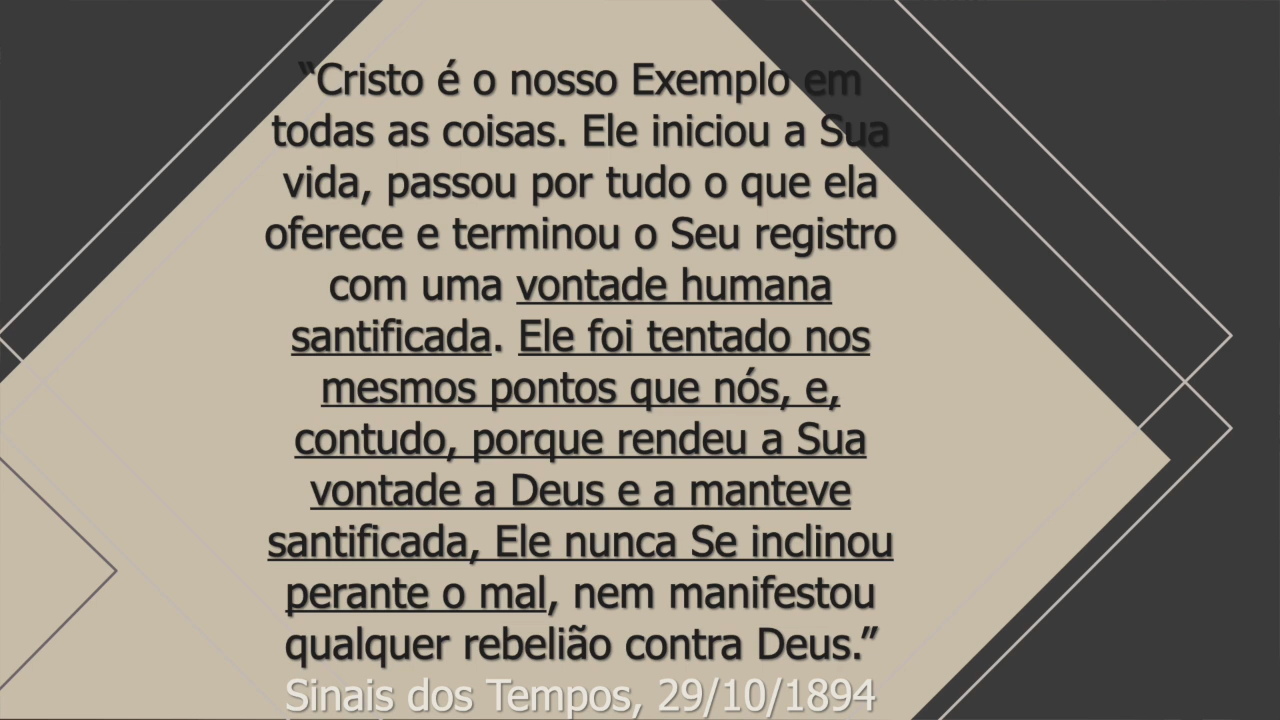 “Cristo é o nosso Exemplo em
todas as coisas. Ele iniciou a Sua
vida, passou por tudo o que ela
oferece e terminou o Seu registro
com uma vontade humana
santificada. Ele foi tentado nos
mesmos pontos que nós, e,
contudo, porque rendeu a Sua
vontade a Deus e a manteve
santificada, Ele nunca Se inclinou
perante o mal, nem manifestou
qualquer rebelião contra Deus.”
Sinais dos Tempos, 29/10/1894